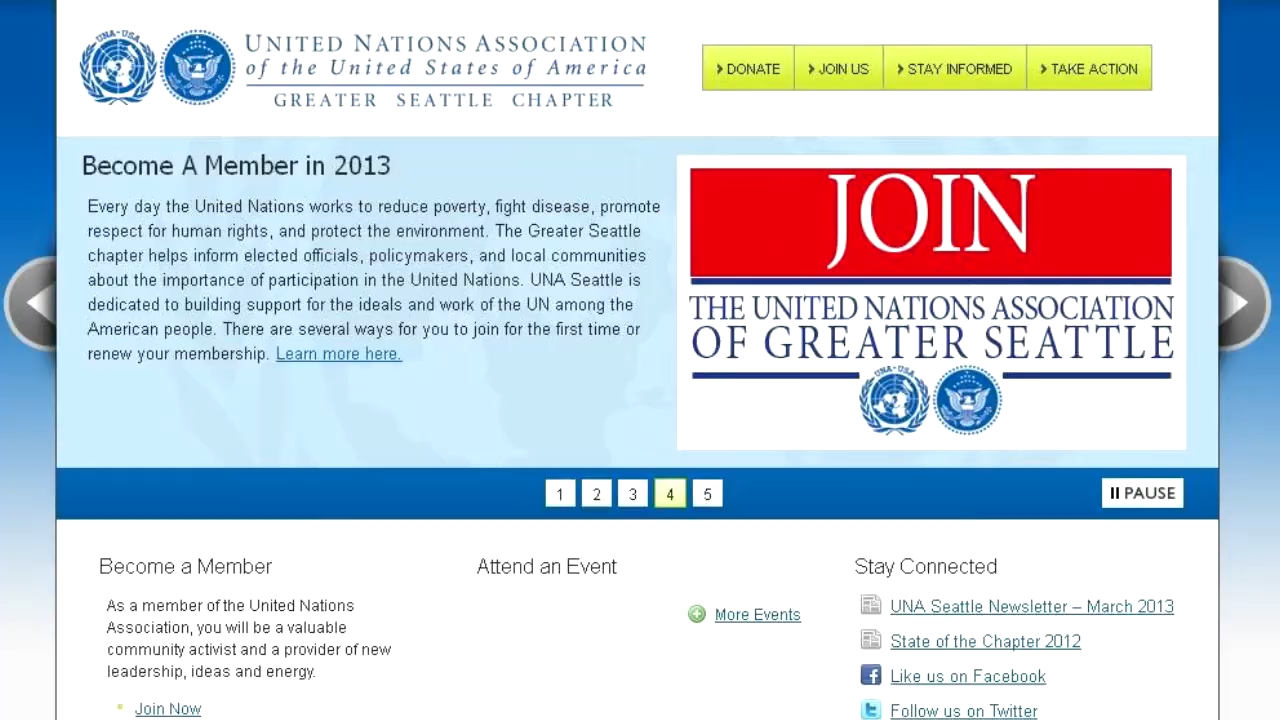 UNA-USA
UNITED NATIONS ASSOCIATION
of the United States of America
GREATER SEATTLE CHAPTER
DONATE
JOIN US
STAY INFORMED
TAKE ACTION
Become A Member in 2013
Every day the United Nations works to reduce poverty, fight disease, promote
respect for human rights, and protect the environment. The Greater Seattle
chapter helps inform elected officials, policymakers, and local communities
about the importance of participation in the United Nations. UNA Seattle is
dedicated to building support for the ideals and work of the UN among the
American people. There are several ways for you to join for the first time or
renew your membership. Learn more here.
JOIN
THE UNITED NATIONS ASSOCIATION
OF GREATER SEATTLE
UNA-USA
1 2 3 4 5
PAUSE
Become a Member
As a member of the United Nations
Association, you will be a valuable
community activist and a provider of new
leadership, ideas and energy.
Join Now
Attend an Event
More Events
Stay Connected
UNA Seattle Newsletter – March 2013
State of the Chapter 2012
Like us on Facebook
Follow us on Twitter